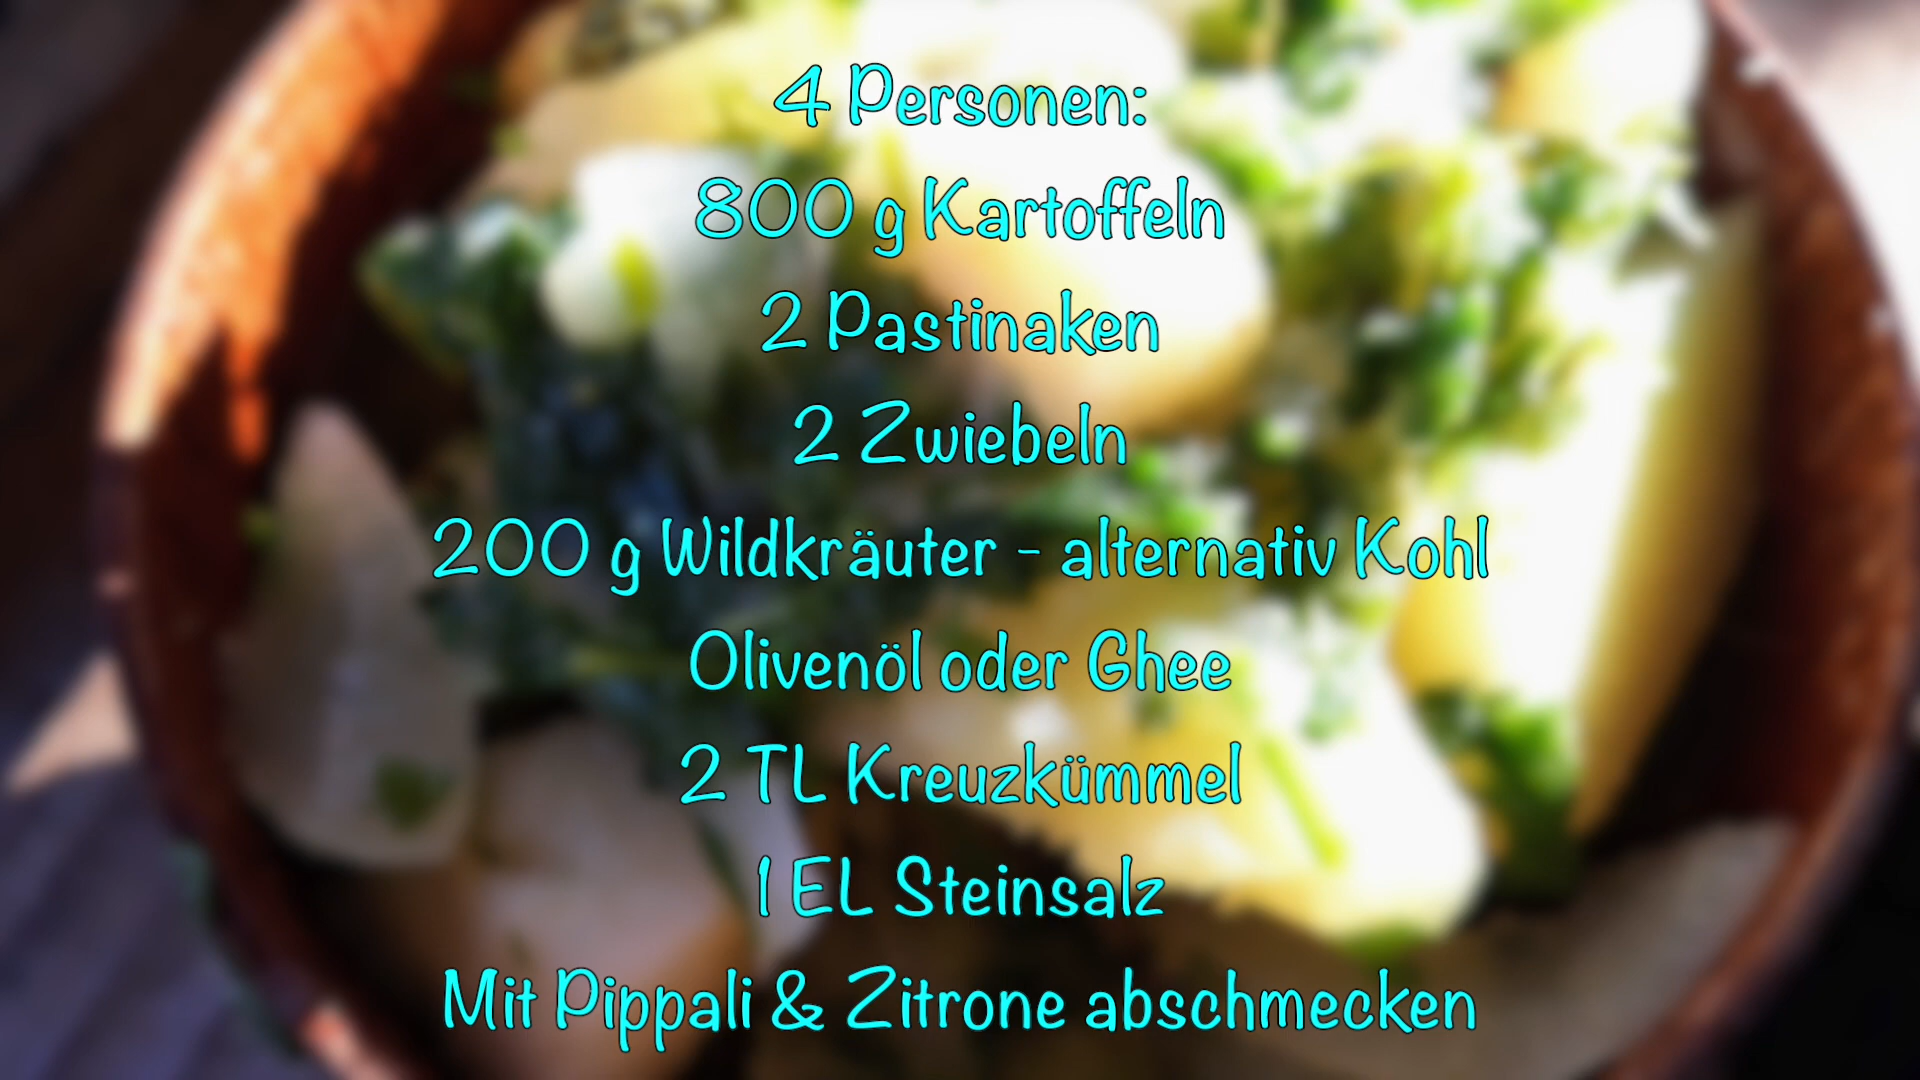 4 Personen:
800 g Kartoffeln
2 Pastinaken
2 Zwiebeln
200 g Wildkräuter - alternativ Kohl
Olivenöl oder Ghee
2 TL Kreuzkümmel
1 EL Steinsalz
Mit Pippali & Zitrone abschmecken